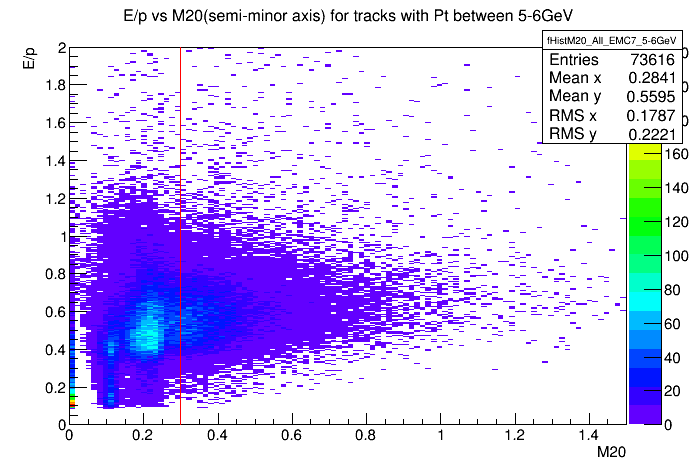 E/p vs M20(semi-minor axis) for tracks with Pt between 5-6GeV
fHistM20_All_EMC7_5-6GeV
Entries 73616
Mean x 0.2841
Mean y 0.5595
RMS x 0.1787
RMS y 0.2221
E/p
2
1.8
1.6
1.4
1.2
1
0.8
0.6
0.4
0.2
0
0 0.2 0.4 0.6 0.8 1 1.2 1.4
M20
160
140
120
100
80
60
40
20
0